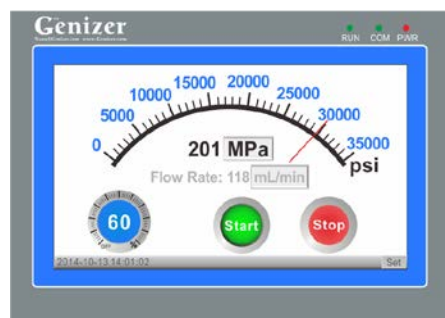 Genizer
RUN COM PWR
0 5000 10000 15000 20000 25000 30000 35000
psi
201 MPa
Flow Rate: 118 mL/min
60
Start
Stop
2014-10-13 14:01:02
Set